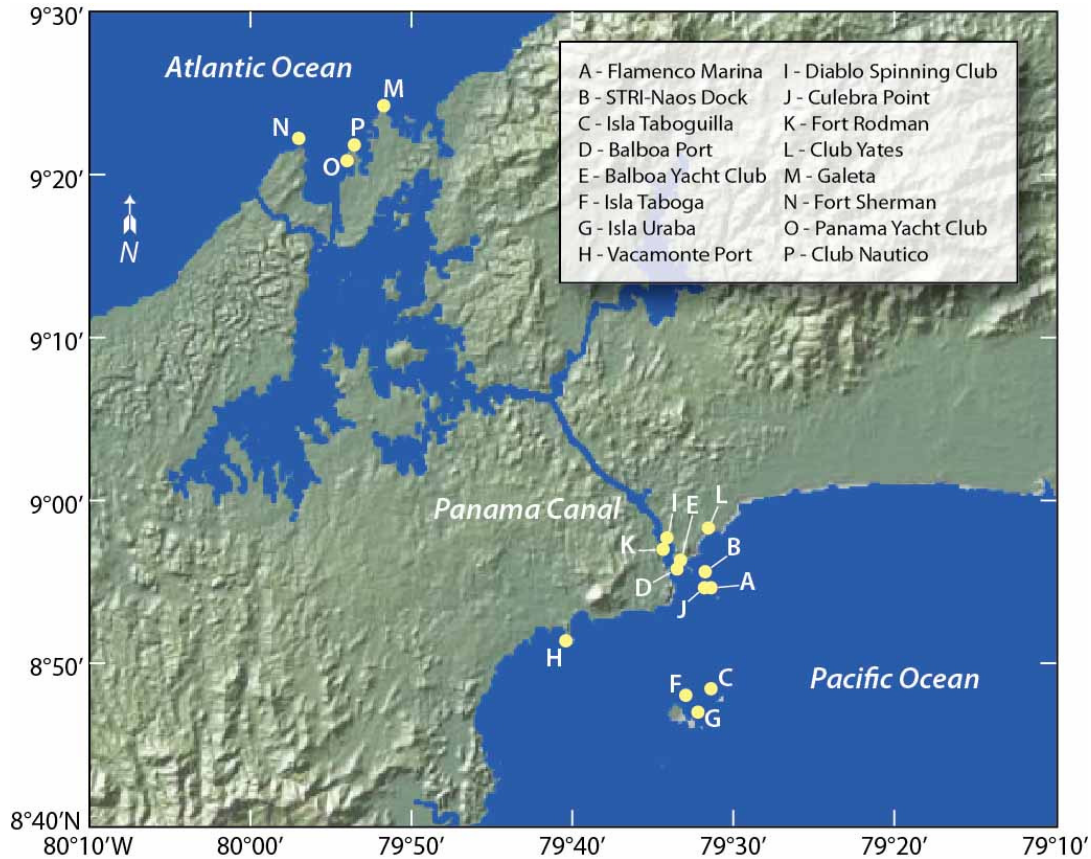 9°30′
9°20′
9°10′
9°00′
8°50′
8°40′N
80°10′W
80°00′
79°50′
79°40′
79°30′
79°20′
79°10′
Atlantic Ocean
A - Flamenco Marina
B - STRI-Naos Dock
C - Isla Taboguilla
D - Balboa Port
E - Balboa Yacht Club
F - Isla Taboga
G - Isla Uraba
H - Vacamonte Port
I - Diablo Spinning Club
J - Culebra Point
K - Fort Rodman
L - Club Yates
M - Galeta
N - Fort Sherman
O - Panama Yacht Club
P - Club Nautico
M
N
P
O
N
Panama Canal
I
E
L
K
B
D
A
J
H
Pacific Ocean
F
C
G